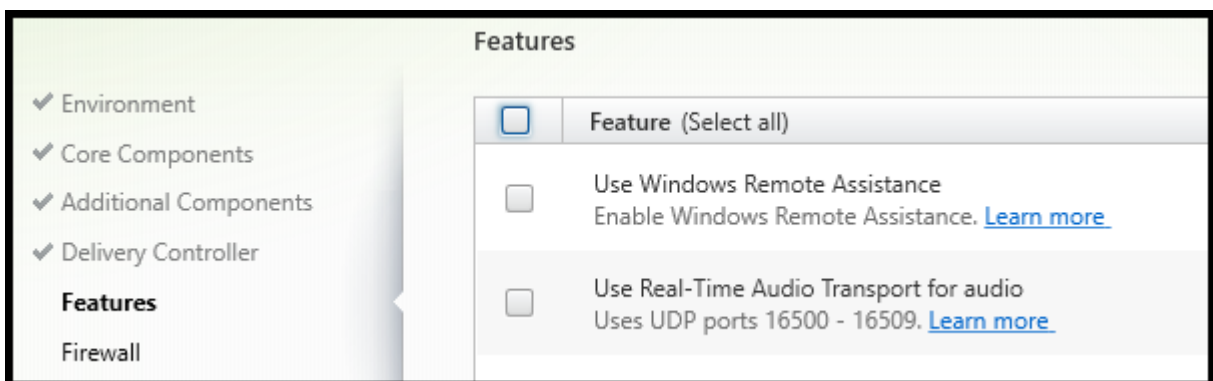 Features
Environment
Core Components
Additional Components
Delivery Controller
Features
Firewall
Feature (Select all)
Use Windows Remote Assistance
Enable Windows Remote Assistance. Learn more
Use Real-Time Audio Transport for audio
Uses UDP ports 16500 - 16509. Learn more